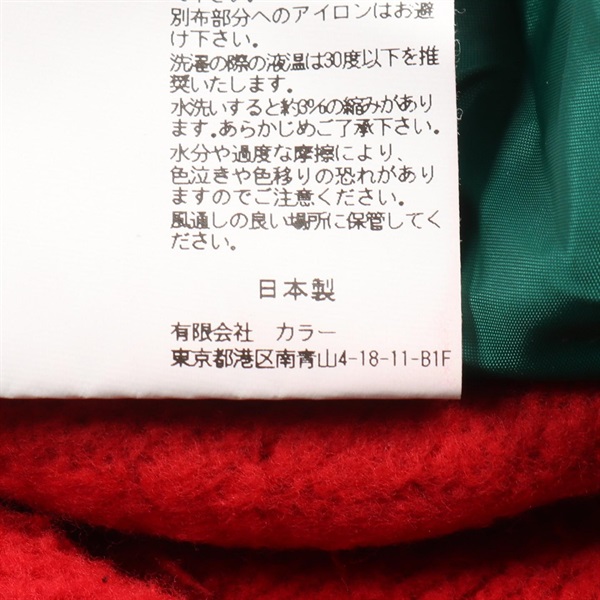 下さい。
別布部分へのアイロンはお避
け下さい。
洗濯の際の液温は30度以下を推
奨いたします。
水洗いすると約3%の縮みがあり
ます。あらかじめご了承下さい。
水分や過度な摩擦により、
色泣きや色移りの恐れがあり
ますのでご注意ください。
風通しの良い場所に保管してく
ださい。
日本製
有限会社 カラー
東京都港区南青山4-18-11-B1F